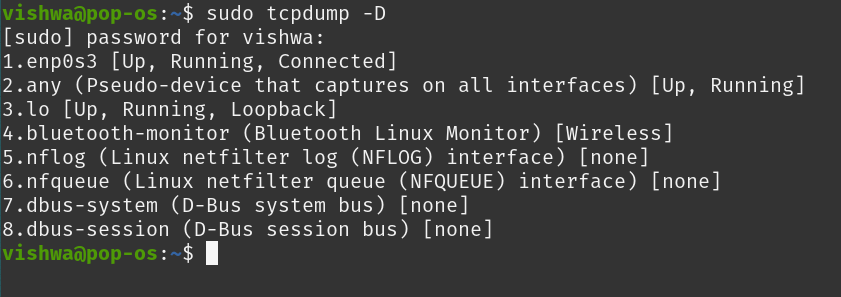 vishwa@pop-os:~$ sudo tcpdump -D
[sudo] password for vishwa:
1.enp0s3 [Up, Running, Connected]
2.any (Pseudo-device that captures on all interfaces) [Up, Running]
3.lo [Up, Running, Loopback]
4.bluetooth-monitor (Bluetooth Linux Monitor) [Wireless]
5.nflog (Linux netfilter log (NFLOG) interface) [none]
6.nfqueue (Linux netfilter queue (NFQUEUE) interface) [none]
7.dbus-system (D-Bus system bus) [none]
8.dbus-session (D-Bus session bus) [none]
vishwa@pop-os:~$